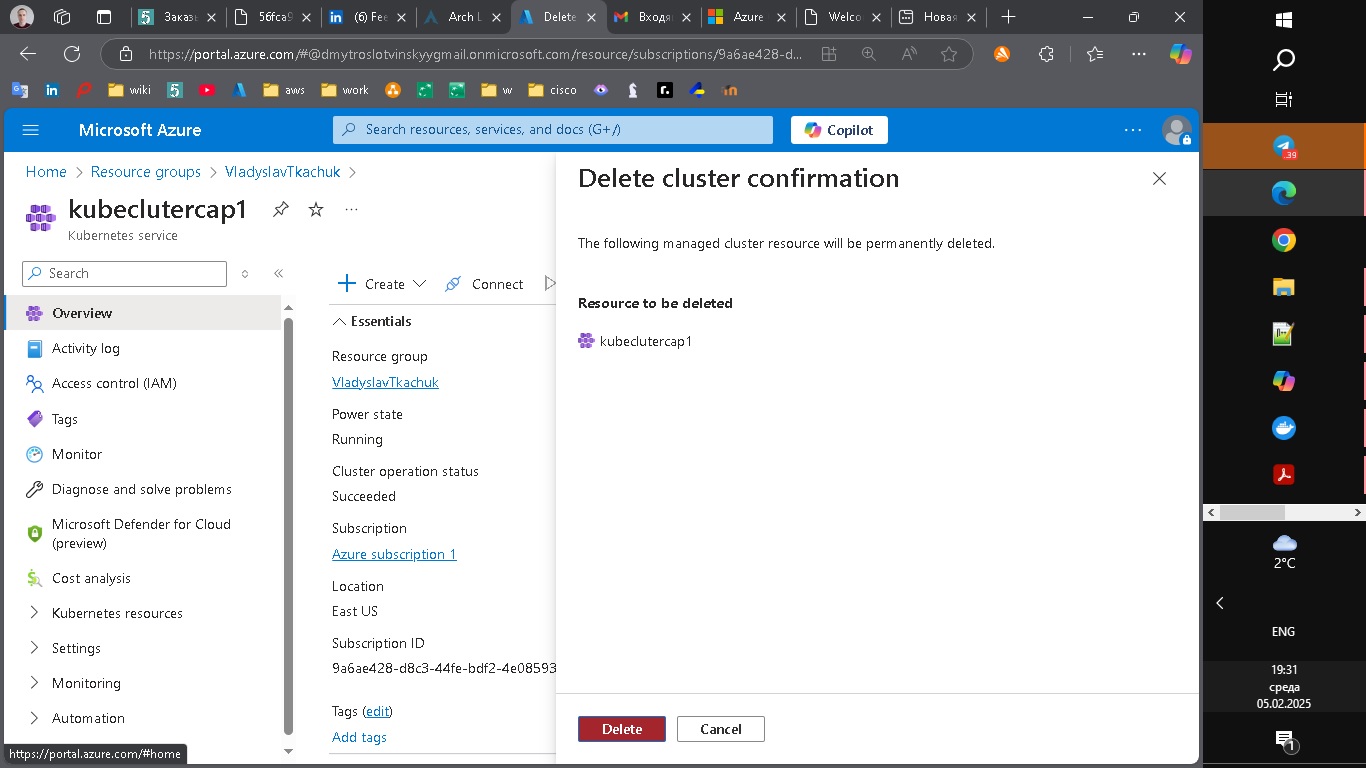 Заказы
56fca9
(6) Fee
Arch L
Delete
Входя
Azure
Welco
Новая
https://portal.azure.com/#@dmytroslotvinskyygmail.onmicrosoft.com/resource/subscriptions/9a6ae428-d...
wiki
aws
work
w
cisco
Microsoft Azure
Search resources, services, and docs (G+/)
Copilot
Home > Resource groups > VladyslavTkachuk >
kubeclutercap1
Kubernetes service
Search
Overview
Activity log
Access control (IAM)
Tags
Monitor
Diagnose and solve problems
Microsoft Defender for Cloud
(preview)
Cost analysis
Kubernetes resources
Settings
Monitoring
Automation
https://portal.azure.com/#home
Create
Connect
Essentials
Resource group
VladyslavTkachuk
Power state
Running
Cluster operation status
Succeeded
Subscription
Azure subscription 1
Location
East US
Subscription ID
9a6ae428-d8c3-44fe-bdf2-4e08593
Tags (edit)
Add tags
Delete cluster confirmation
The following managed cluster resource will be permanently deleted.
Resource to be deleted
kubeclutercap1
Delete
Cancel
39
2°C
ENG
19:31
среда
05.02.2025
1